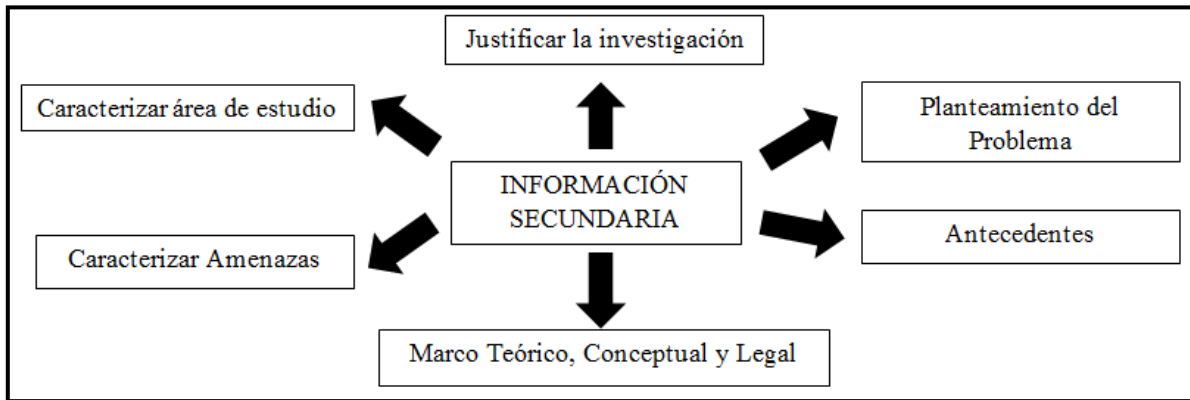 Justificar la investigación
Caracterizar área de estudio
Planteamiento del
Problema
INFORMACIÓN
SECUNDARIA
Caracterizar Amenazas
Antecedentes
Marco Teórico, Conceptual y Legal